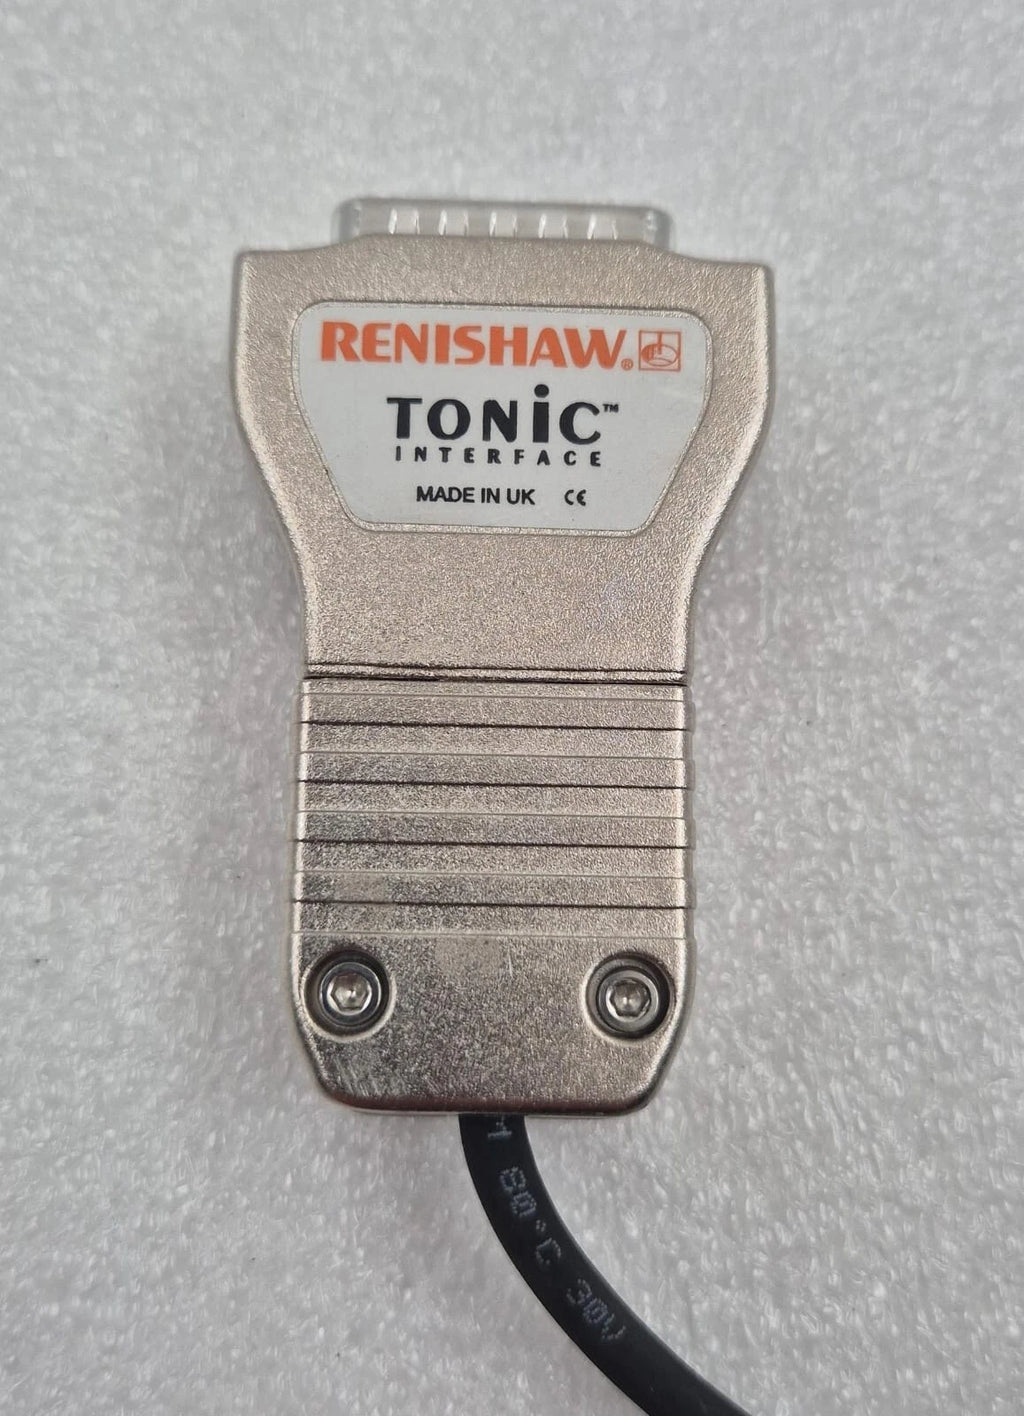 RENISHAW®
TONiC™
INTERFACE
MADE IN UK CE
80°C 30V